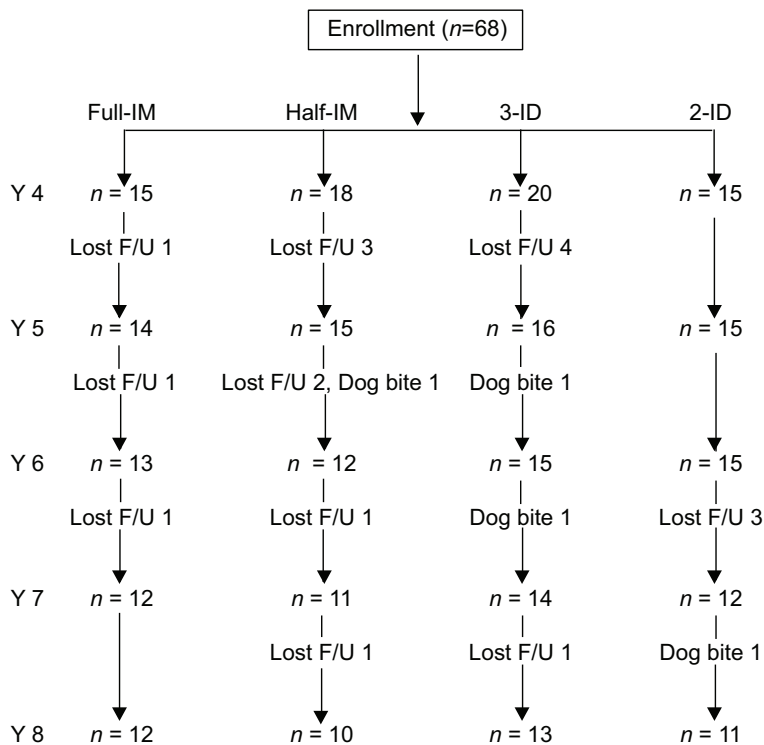 Enrollment (n=68)
Full-IM Half-IM 3-ID 2-ID
Y 4 n = 15 n = 18 n = 20 n = 15
Lost F/U 1 Lost F/U 3 Lost F/U 4
Y 5 n = 14 n = 15 n = 16 n = 15
Lost F/U 1 Lost F/U 2, Dog bite 1 Dog bite 1
Y 6 n = 13 n = 12 n = 15 n = 15
Lost F/U 1 Lost F/U 1 Dog bite 1 Lost F/U 3
Y 7 n = 12 n = 11 n = 14 n = 12
Lost F/U 1 Lost F/U 1 Dog bite 1
Y 8 n = 12 n = 10 n = 13 n = 11